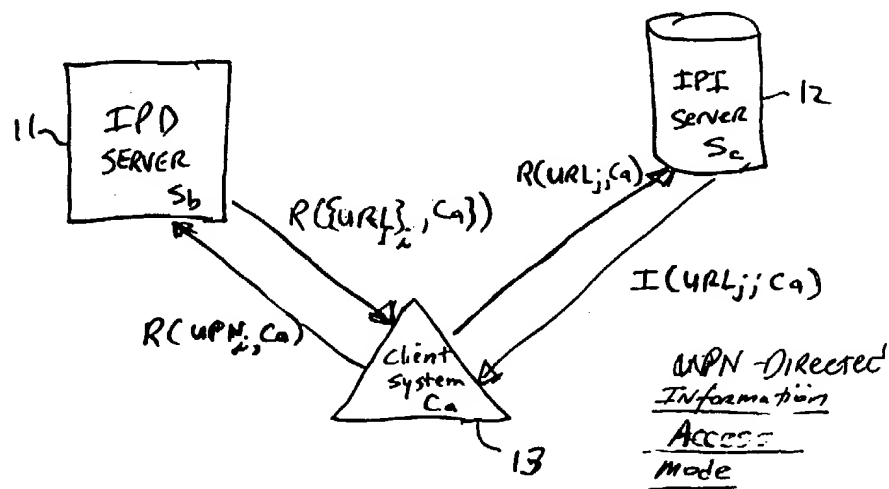 IPD
SERVER
Sb
11
IPI
SERVER
Sc
12
R({URL}i, Ca})
R(URLj, Ca)
R(UPNi, Ca)
I(URLj; Ca)
Client
System
Ca
13
UPN-Directed
Information
Access
Mode